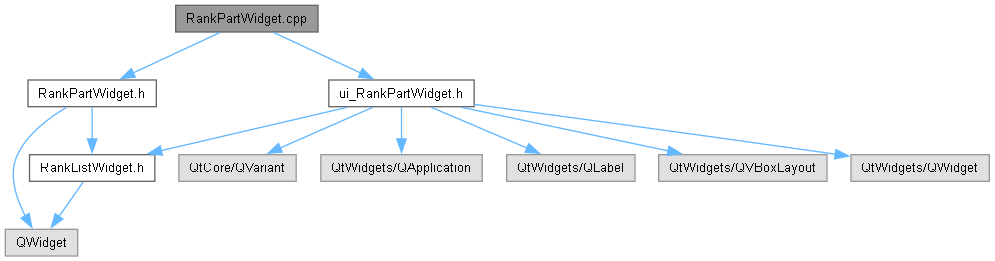 RankPartWidget.cpp
RankPartWidget.h
ui_RankPartWidget.h
RankListWidget.h
QtCore/QVariant
QtWidgets/QApplication
QtWidgets/QLabel
QtWidgets/QVBoxLayout
QtWidgets/QWidget
QWidget